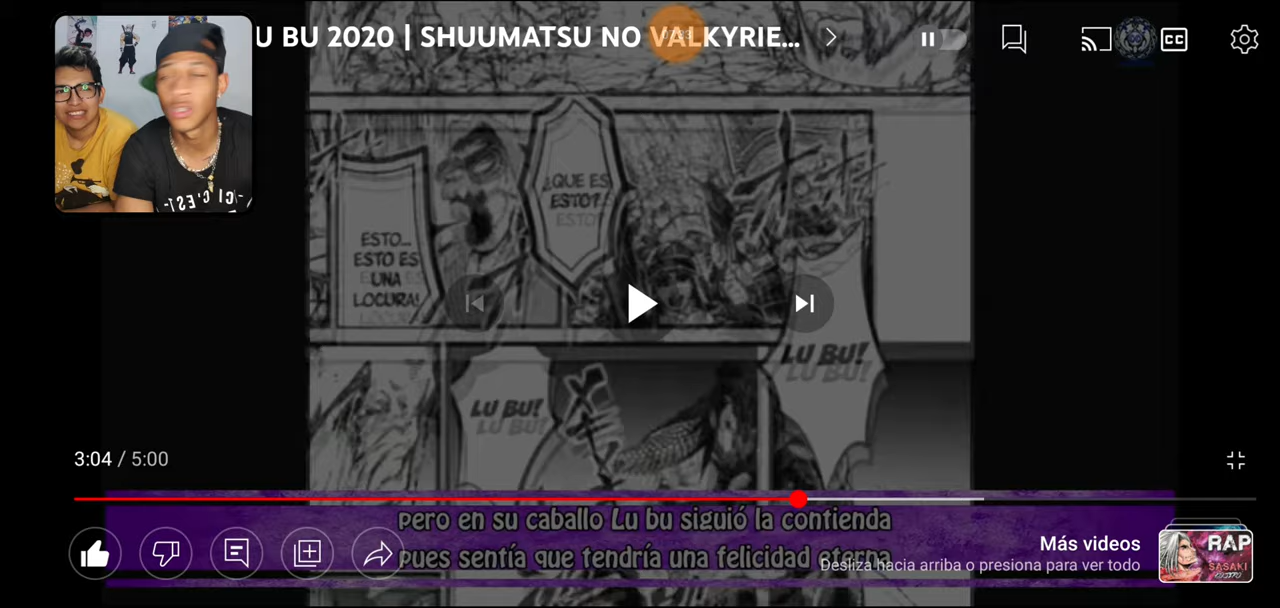 U BU 2020 | SHUUMATSU NO VALKYRIE...
CC
¿QUE ES
ESTO?
ESTO...
ESTO ES
UNA
LOCURA!
LU BU!
LU BU!
3:04 / 5:00
pero en su caballo Lu bu siguió la contienda
pues sentía que tendría una felicidad eterna
Más videos
Desliza hacia arriba o presiona para ver todo
RAP
SASAKI